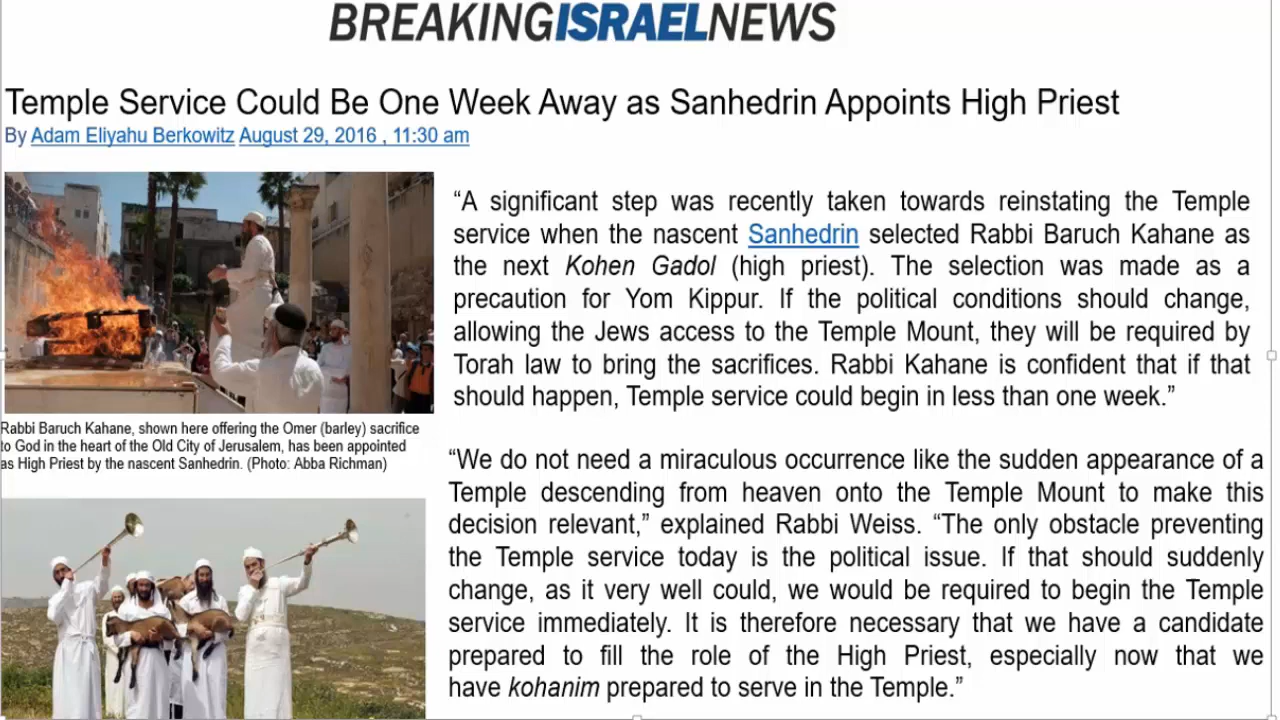 BREAKINGISRAELNEWS
Temple Service Could Be One Week Away as Sanhedrin Appoints High Priest
By Adam Eliyahu Berkowitz August 29, 2016 , 11:30 am
“A significant step was recently taken towards reinstating the Temple
service when the nascent Sanhedrin selected Rabbi Baruch Kahane as
the next Kohen Gadol (high priest). The selection was made as a
precaution for Yom Kippur. If the political conditions should change,
allowing the Jews access to the Temple Mount, they will be required by
Torah law to bring the sacrifices. Rabbi Kahane is confident that if that
should happen, Temple service could begin in less than one week.”
Rabbi Baruch Kahane, shown here offering the Omer (barley) sacrifice
to God in the heart of the Old City of Jerusalem, has been appointed
as High Priest by the nascent Sanhedrin. (Photo: Abba Richman)
“We do not need a miraculous occurrence like the sudden appearance of a
Temple descending from heaven onto the Temple Mount to make this
decision relevant,” explained Rabbi Weiss. “The only obstacle preventing
the Temple service today is the political issue. If that should suddenly
change, as it very well could, we would be required to begin the Temple
service immediately. It is therefore necessary that we have a candidate
prepared to fill the role of the High Priest, especially now that we
have kohanim prepared to serve in the Temple.”